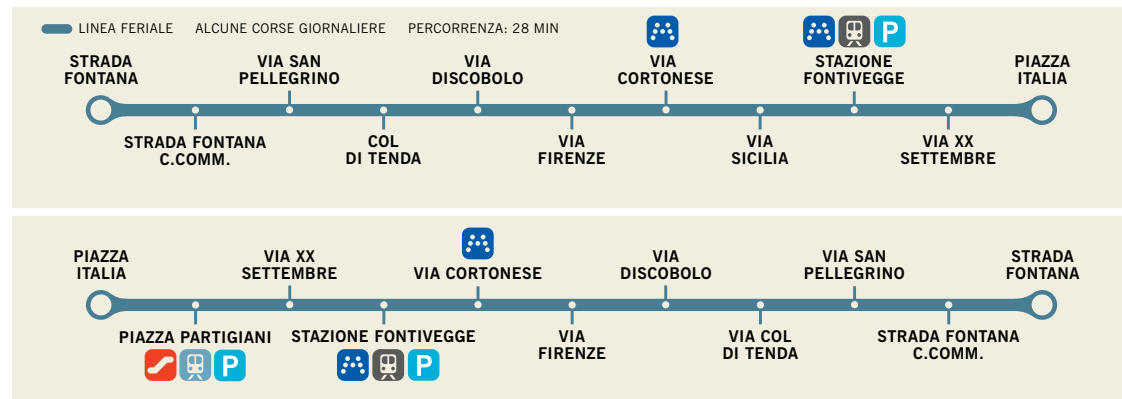 LINEA FERIALE ALCUNE CORSE GIORNALIERE PERCORRENZA: 28 MIN
STRADA
FONTANA
STRADA FONTANA
C.COMM.
VIA SAN
PELLEGRINO
COL
DI TENDA
VIA
DISCOBOLO
VIA
FIRENZE
VIA
CORTONESE
VIA
SICILIA
P
STAZIONE
FONTIVEGGE
VIA XX
SETTEMBRE
PIAZZA
ITALIA
PIAZZA
ITALIA
PIAZZA PARTIGIANI
P
VIA XX
SETTEMBRE
STAZIONE FONTIVEGGE
P
VIA CORTONESE
VIA
FIRENZE
VIA
DISCOBOLO
VIA COL
DI TENDA
VIA SAN
PELLEGRINO
STRADA FONTANA
C.COMM.
STRADA
FONTANA